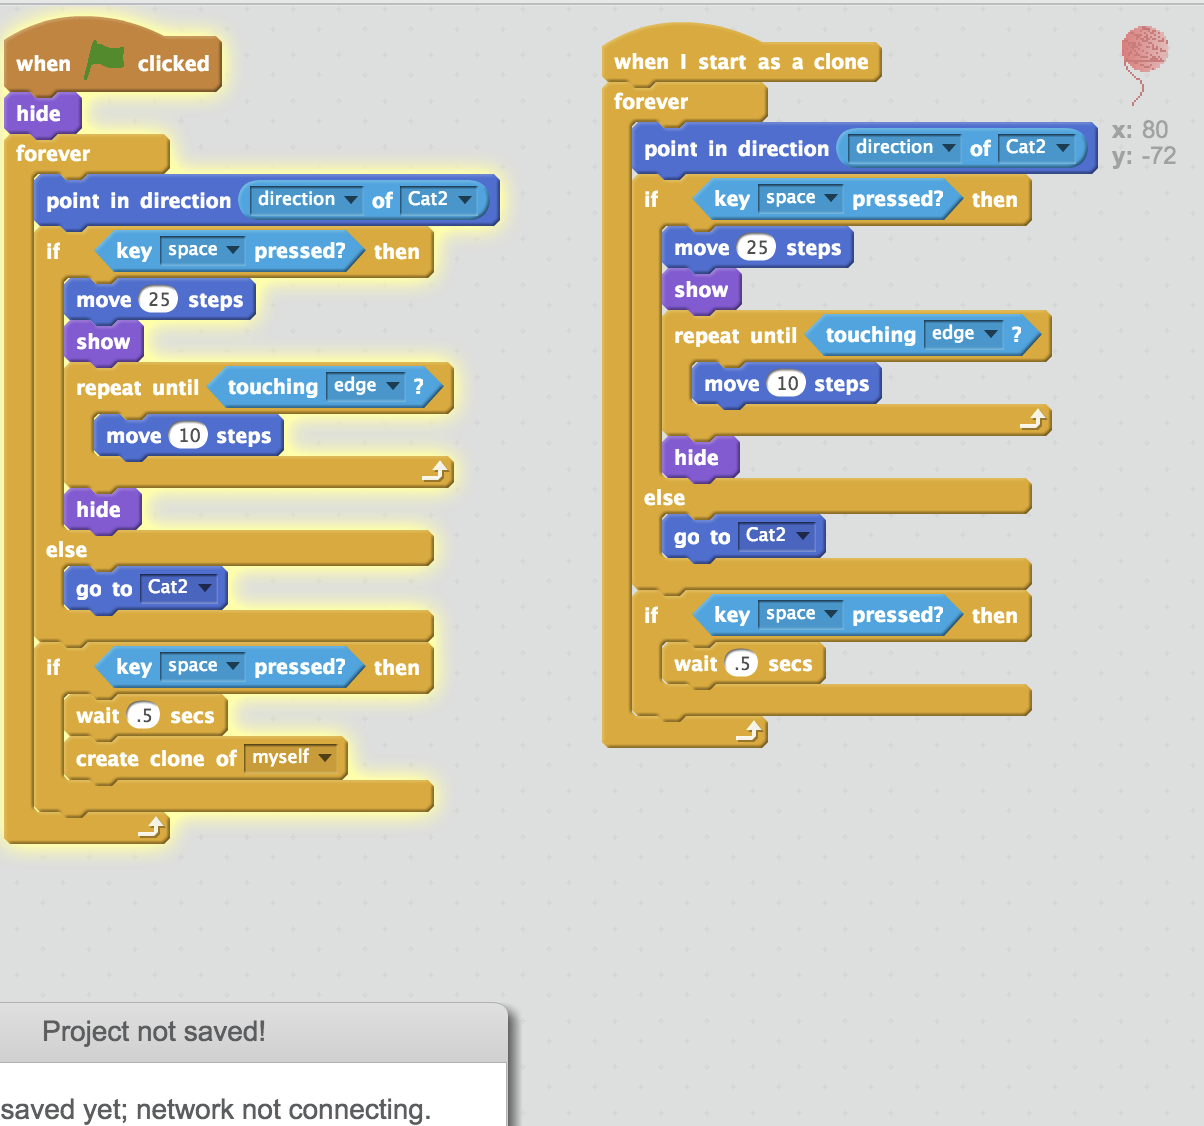 when clicked
hide
forever
point in direction direction of Cat2
if key space pressed? then
move 25 steps
show
repeat until touching edge ?
move 10 steps
hide
else
go to Cat2
if key space pressed? then
wait .5 secs
create clone of myself
when I start as a clone
forever
point in direction direction of Cat2
if key space pressed? then
move 25 steps
show
repeat until touching edge ?
move 10 steps
hide
else
go to Cat2
if key space pressed? then
wait .5 secs
x: 80
y: -72
Project not saved!
saved yet; network not connecting.